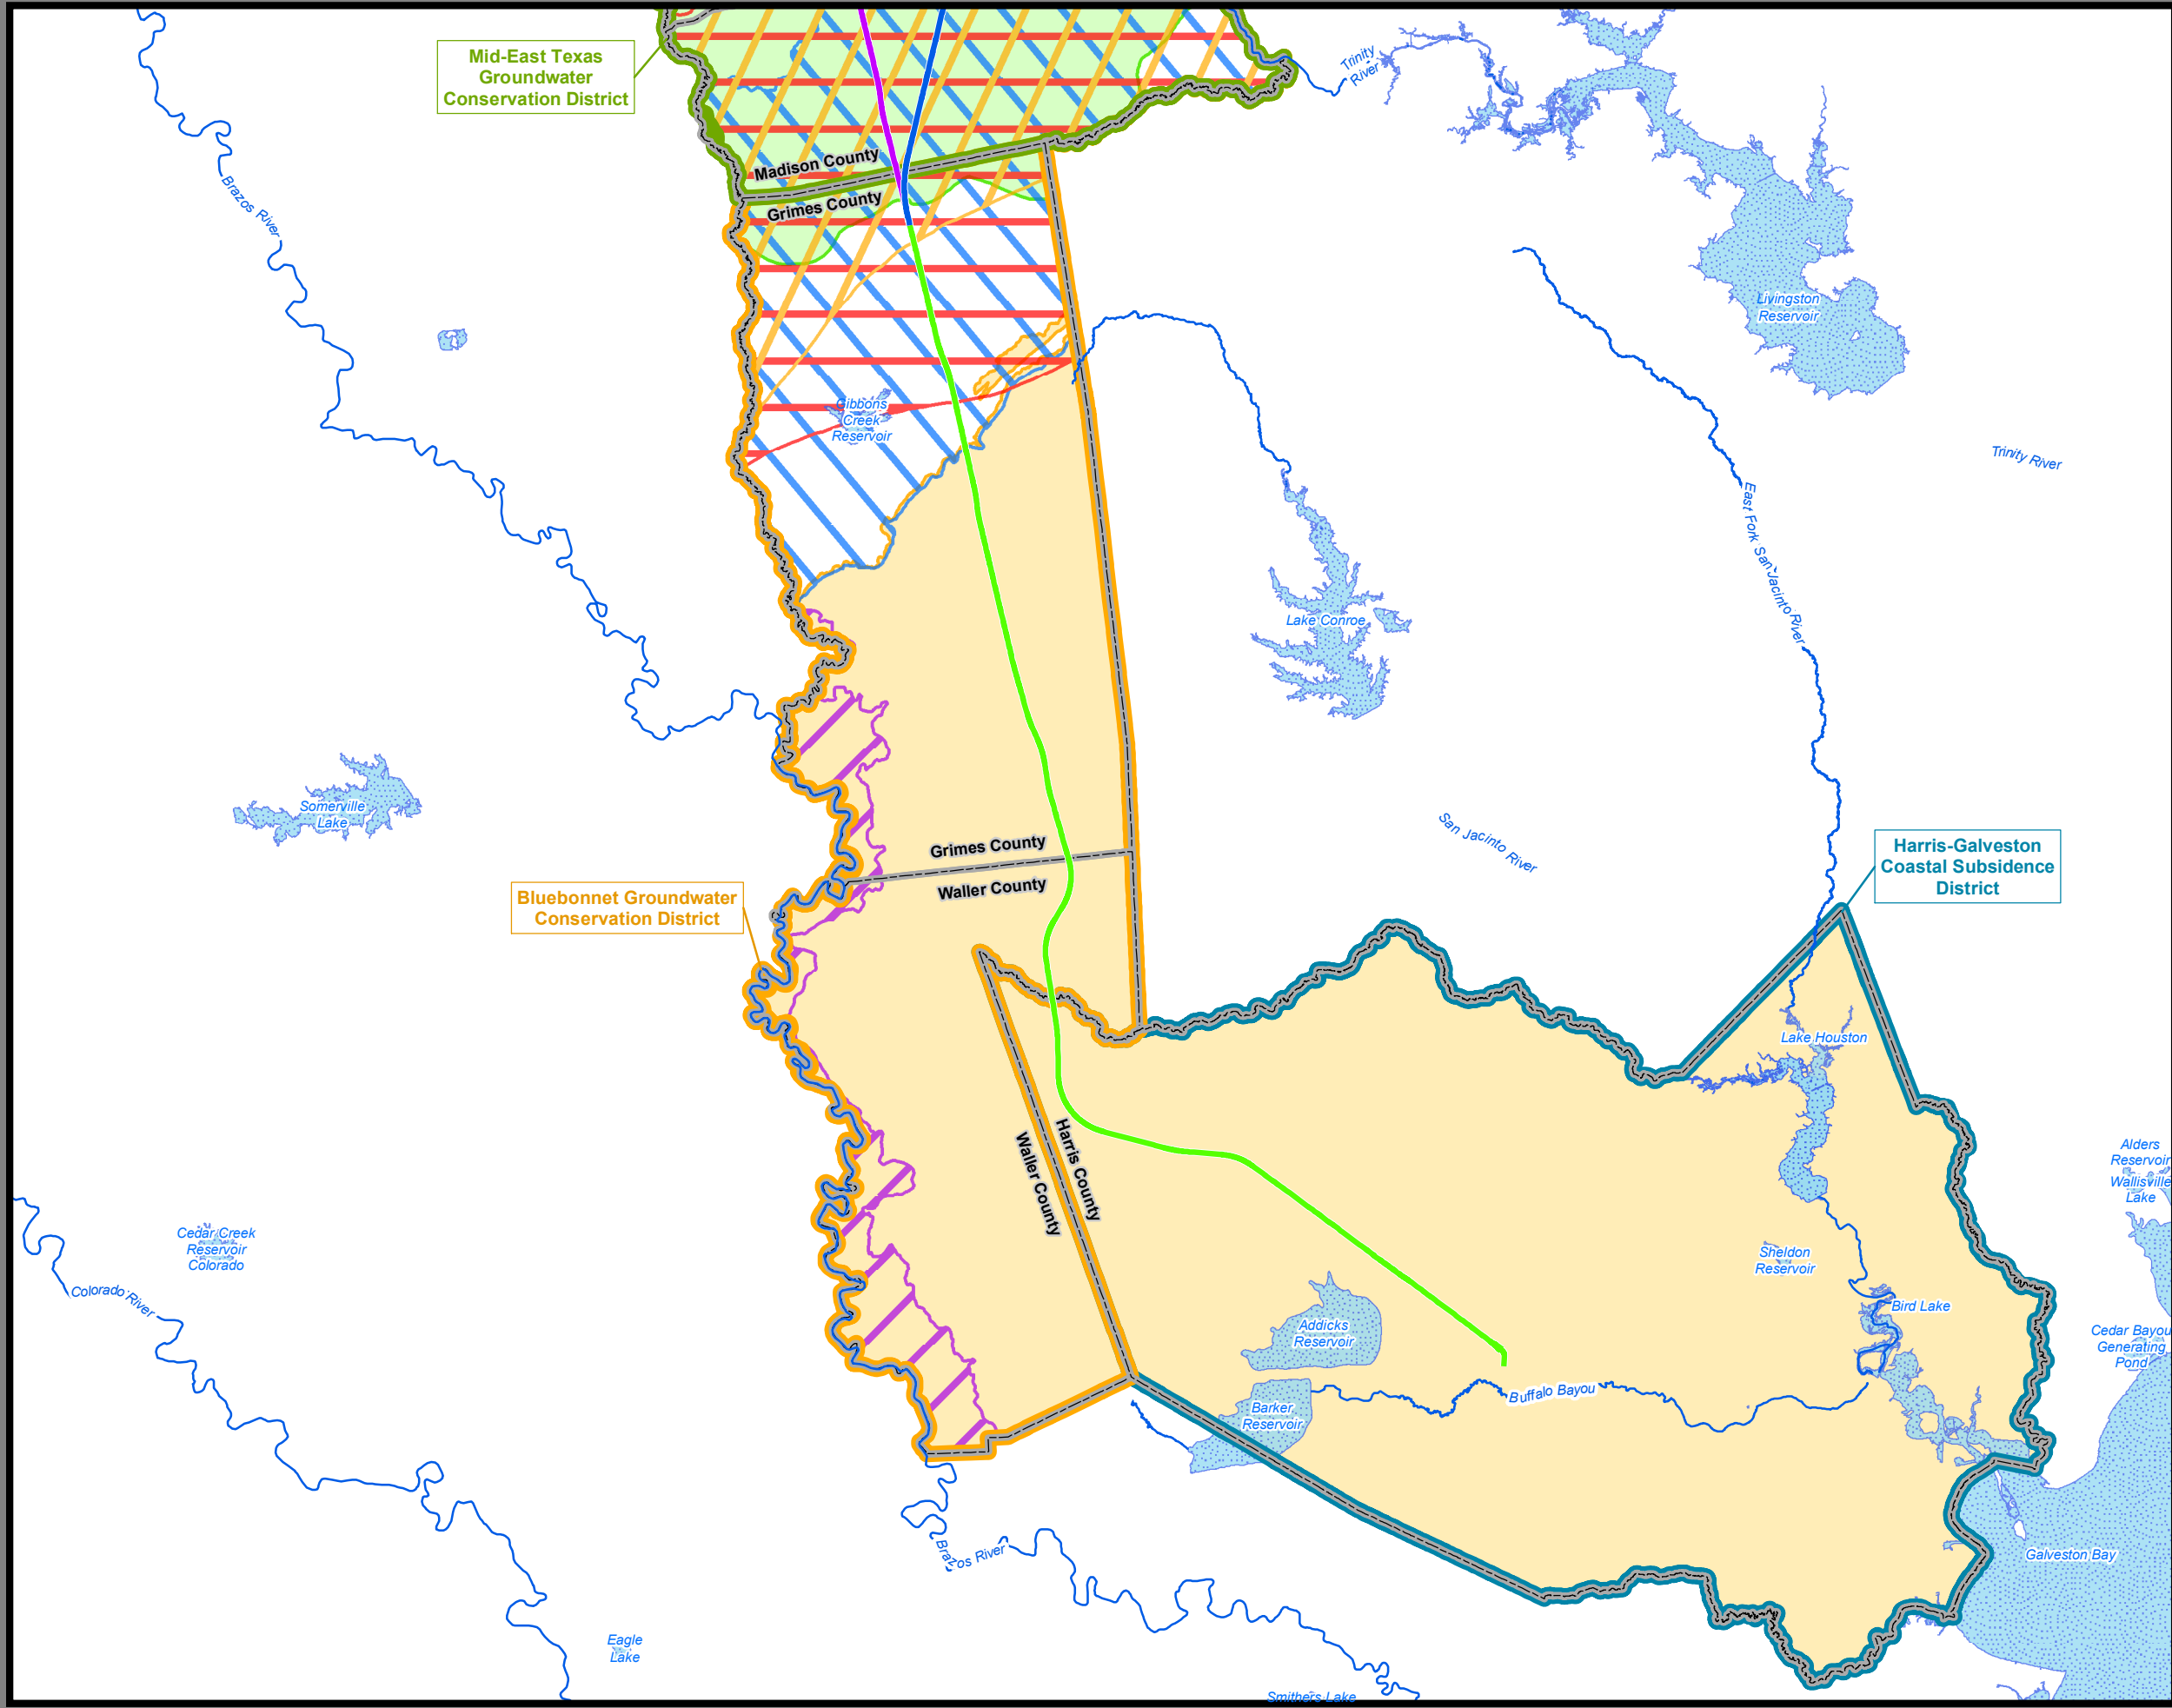 Mid-East Texas
Groundwater
Conservation District
Trinity
River
Madison County
Grimes County
Brazos River
Livingston
Reservoir
Gibbons
Creek
Reservoir
Trinity River
East Fork San Jacinto River
Lake Conroe
Somerville
Lake
San Jacinto River
Grimes County
Waller County
Harris-Galveston
Coastal Subsidence
District
Bluebonnet Groundwater
Conservation District
Lake Houston
Harris County
Waller County
Alders
Reservoir
Wallisville
Lake
Cedar Creek
Reservoir
Colorado
Sheldon
Reservoir
Colorado River
Bird Lake
Addicks
Reservoir
Cedar Bayou
Generating
Pond
Buffalo Bayou
Barker
Reservoir
Brazos River
Galveston Bay
Eagle
Lake
Smithers Lake